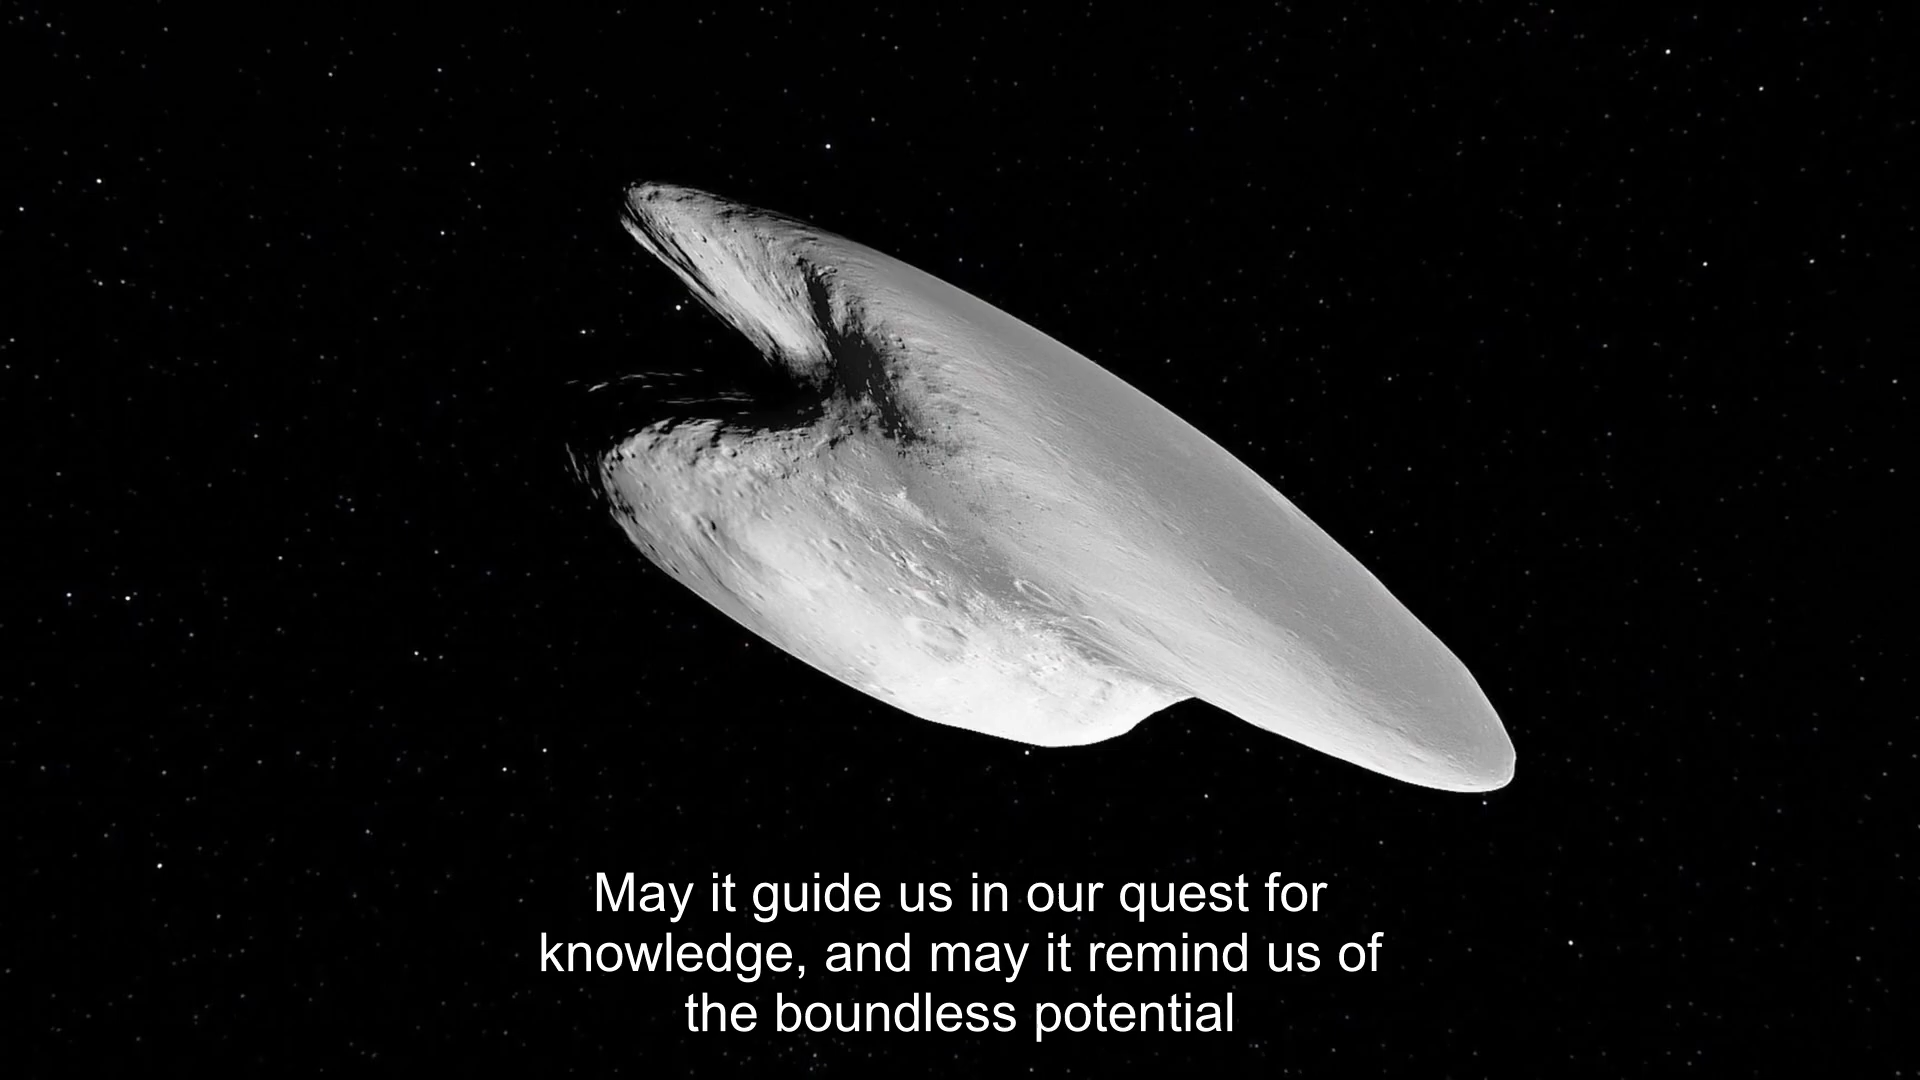 May it guide us in our quest for
knowledge, and may it remind us of
the boundless potential